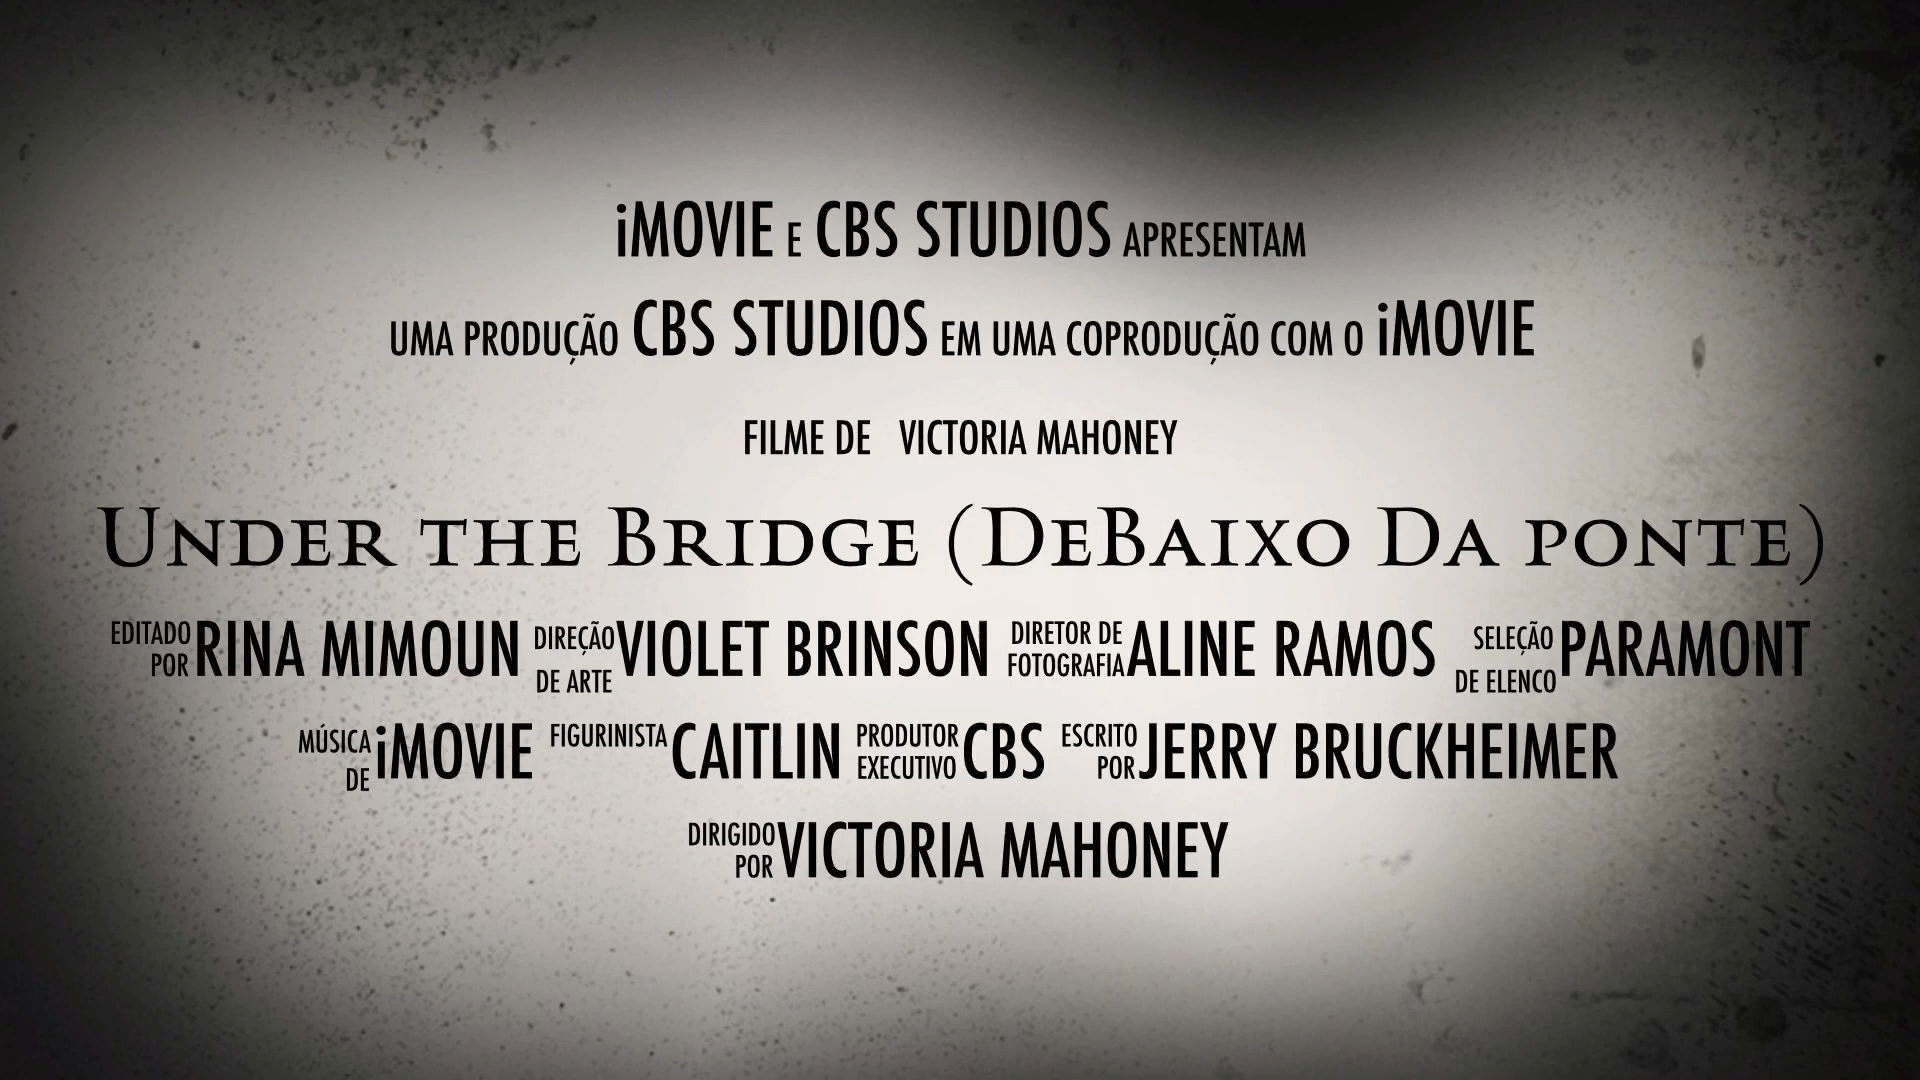 iMOVIE E CBS STUDIOS APRESENTAM
UMA PRODUÇÃO CBS STUDIOS EM UMA COPRODUÇÃO COM O iMOVIE
FILME DE VICTORIA MAHONEY
UNDER THE BRIDGE (DEBAIXO DA PONTE)
EDITADO POR RINA MIMOUN DIREÇÃO DE ARTE VIOLET BRINSON DIRETOR DE FOTOGRAFIA ALINE RAMOS SELEÇÃO DE ELENCO PARAMONT
MÚSICA DE iMOVIE FIGURINISTA CAITLIN PRODUTOR EXECUTIVO CBS ESCRITO POR JERRY BRUCKHEIMER
DIRIGIDO POR VICTORIA MAHONEY